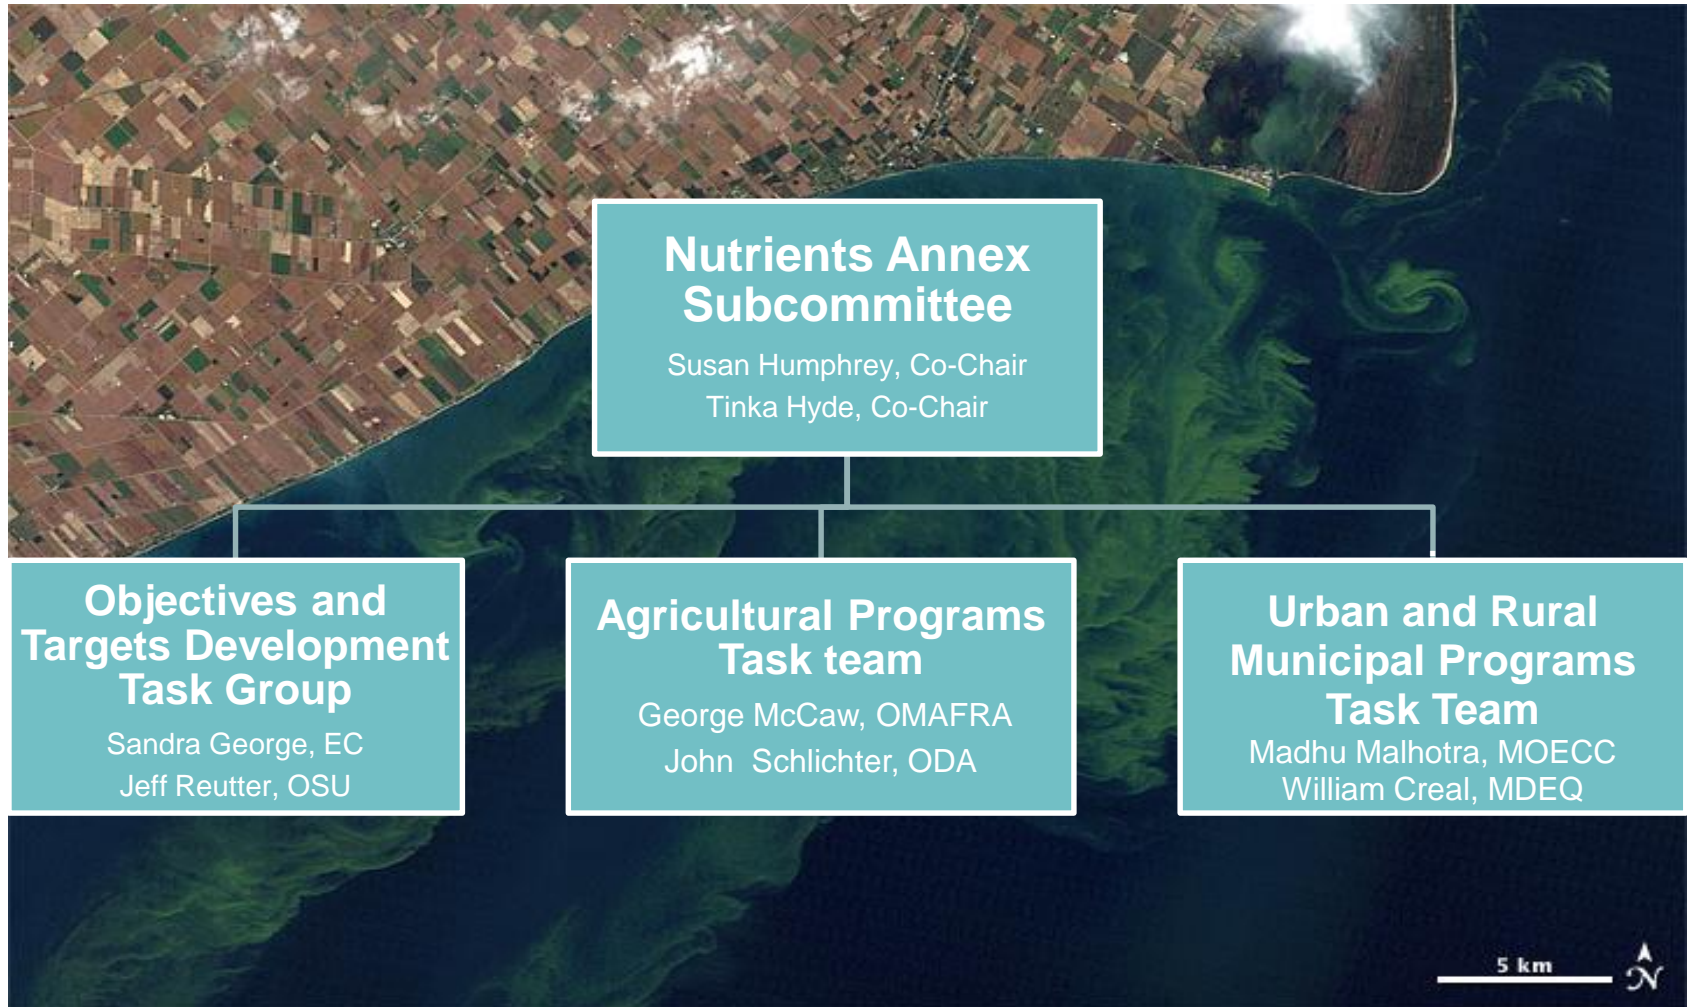 Nutrients Annex
Subcommittee
Susan Humphrey, Co-Chair
Tinka Hyde, Co-Chair
Objectives and
Targets Development
Task Group
Sandra George, EC
Jeff Reutter, OSU
Agricultural Programs
Task team
George McCaw, OMAFRA
John  Schlichter, ODA
Urban and Rural
Municipal Programs
Task Team
Madhu Malhotra, MOECC
William Creal, MDEQ
5 km
N